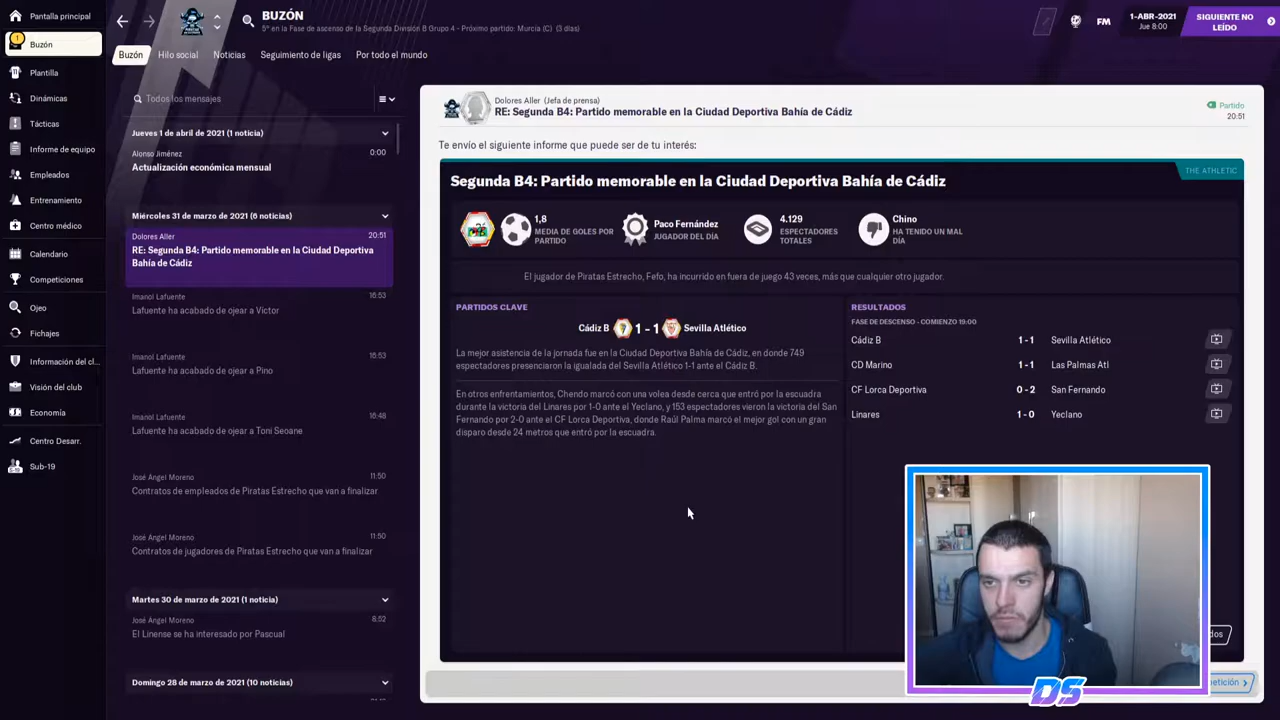 Pantalla principal
BUZÓN
5º en la Fase de ascenso de la Segunda División B Grupo 4 - Próximo partido: Murcia (C) (3 días)
FM
1-ABR-2021
Jue 8:00
SIGUIENTE NO
LEÍDO
1
Buzón
Plantilla
Dinámicas
Tácticas
Informe de equipo
Empleados
Entrenamiento
Centro médico
Calendario
Competiciones
Ojeo
Fichajes
Información del cl...
Visión del club
Economía
Centro Desarr.
Sub-19
Buzón
Hilo social
Noticias
Seguimiento de ligas
Por todo el mundo
Todos los mensajes
Jueves 1 de abril de 2021 (1 noticia)
Alonso Jiménez
0:00
Actualización económica mensual
Miércoles 31 de marzo de 2021 (6 noticias)
Dolores Aller
20:51
RE: Segunda B4: Partido memorable en la Ciudad Deportiva
Bahía de Cádiz
Imanol Lafuente
16:53
Lafuente ha acabado de ojear a Víctor
Imanol Lafuente
16:53
Lafuente ha acabado de ojear a Pino
Imanol Lafuente
16:48
Lafuente ha acabado de ojear a Toni Seoane
José Ángel Moreno
11:50
Contratos de empleados de Piratas Estrecho que van a finalizar
José Ángel Moreno
11:50
Contratos de jugadores de Piratas Estrecho que van a finalizar
Martes 30 de marzo de 2021 (1 noticia)
José Ángel Moreno
8:52
El Linense se ha interesado por Pascual
Domingo 28 de marzo de 2021 (10 noticias)
Dolores Aller (Jefa de prensa)
RE: Segunda B4: Partido memorable en la Ciudad Deportiva Bahía de Cádiz
Partido
20:51
Te envío el siguiente informe que puede ser de tu interés:
THE ATHLETIC
Segunda B4: Partido memorable en la Ciudad Deportiva Bahía de Cádiz
1,8
MEDIA DE GOLES POR
PARTIDO
Paco Fernández
JUGADOR DEL DÍA
4.129
ESPECTADORES
TOTALES
Chino
HA TENIDO UN MAL
DÍA
El jugador de Piratas Estrecho, Fefo, ha incurrido en fuera de juego 43 veces, más que cualquier otro jugador.
PARTIDOS CLAVE
Cádiz B 1 - 1 Sevilla Atlético
La mejor asistencia de la jornada fue en la Ciudad Deportiva Bahía de Cádiz, en donde 749
espectadores presenciaron la igualada del Sevilla Atlético 1-1 ante el Cádiz B.
En otros enfrentamientos, Chendo marcó con una volea desde cerca que entró por la escuadra
durante la victoria del Linares por 1-0 ante el Yeclano, y 153 espectadores vieron la victoria del San
Fernando por 2-0 ante el CF Lorca Deportiva, donde Raúl Palma marcó el mejor gol con un gran
disparo desde 24 metros que entró por la escuadra.
RESULTADOS
FASE DE DESCENSO - COMIENZO 19:00
Cádiz B 1 - 1 Sevilla Atlético
CD Marino 1 - 1 Las Palmas Atl
CF Lorca Deportiva 0 - 2 San Fernando
Linares 1 - 0 Yeclano
dos
etición
DS